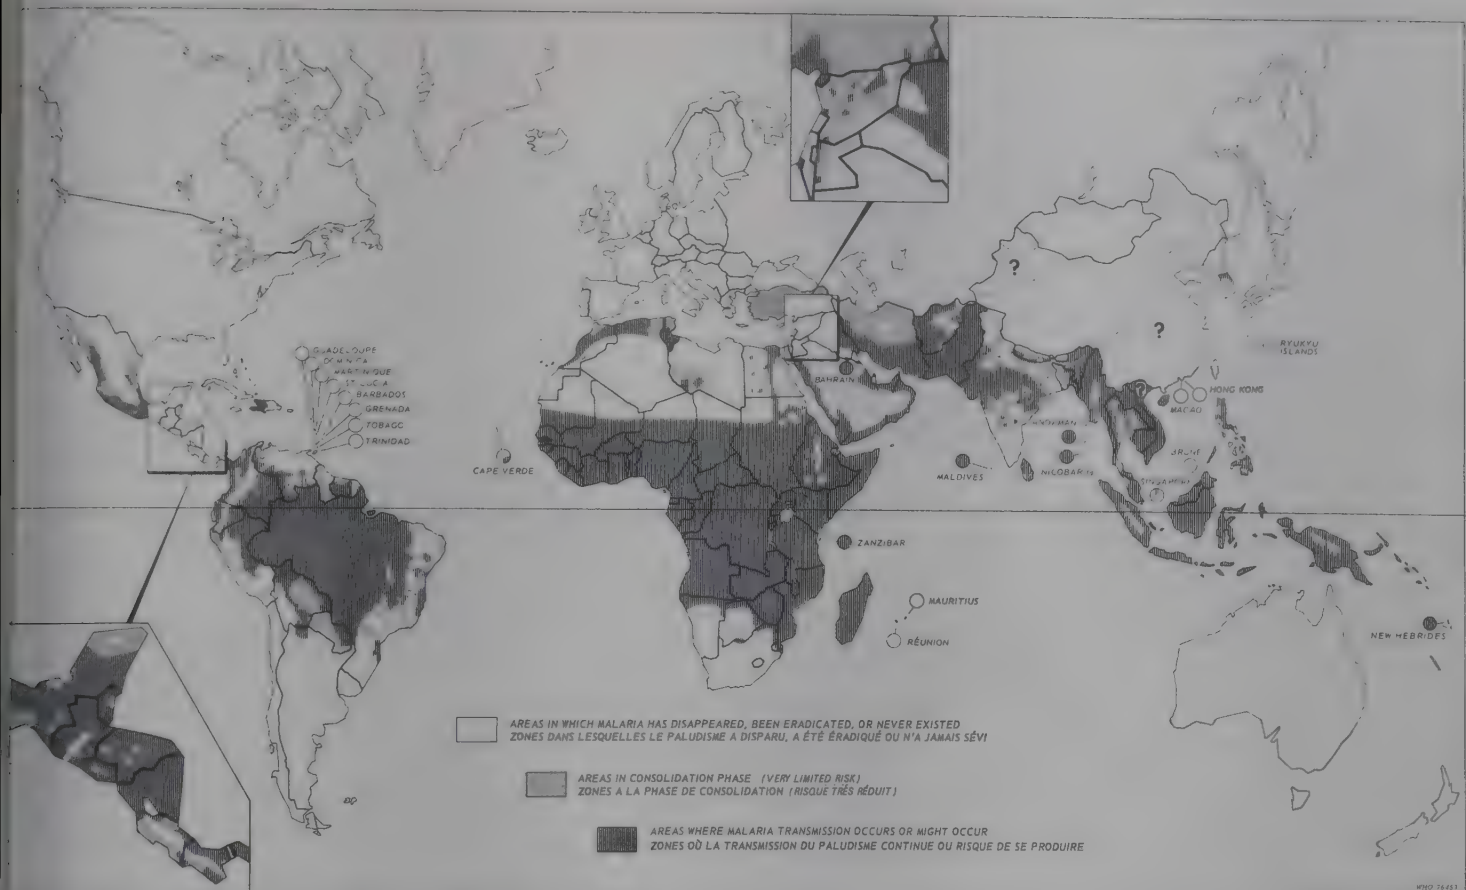 ?
?
?
GUADELOUPE
DOMINICA
MARTINIQUE
ST LUCIA
BARBADOS
GRENADA
TOBAGO
TRINIDAD
CAPE VERDE
BAHRAIN
RYUKYU
ISLANDS
HONG KONG
MACAO
MALDIVES
NICOBAR IS
BRUNEI
SINGAPORE
ZANZIBAR
MAURITIUS
RÉUNION
NEW HEBRIDES
AREAS IN WHICH MALARIA HAS DISAPPEARED, BEEN ERADICATED, OR NEVER EXISTED
ZONES DANS LESQUELLES LE PALUDISME A DISPARU, A ÉTÉ ÉRADIQUÉ OU N'A JAMAIS SÉVI
AREAS IN CONSOLIDATION PHASE (VERY LIMITED RISK)
ZONES A LA PHASE DE CONSOLIDATION (RISQUE TRÈS RÉDUIT)
AREAS WHERE MALARIA TRANSMISSION OCCURS OR MIGHT OCCUR
ZONES OÙ LA TRANSMISSION DU PALUDISME CONTINUE OU RISQUE DE SE PRODUIRE